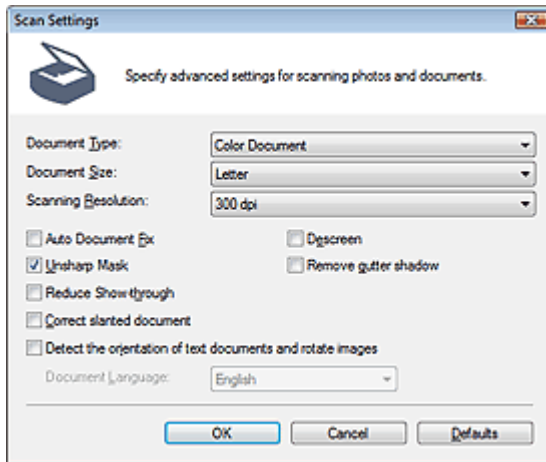 Scan Settings
Specify advanced settings for scanning photos and documents.
Document Type: Color Document
Document Size: Letter
Scanning Resolution: 300 dpi
Auto Document Fix Descreen
Unsharp Mask Remove gutter shadow
Reduce Show-through
Correct slanted document
Detect the orientation of text documents and rotate images
Document Language: English
OK Cancel Defaults